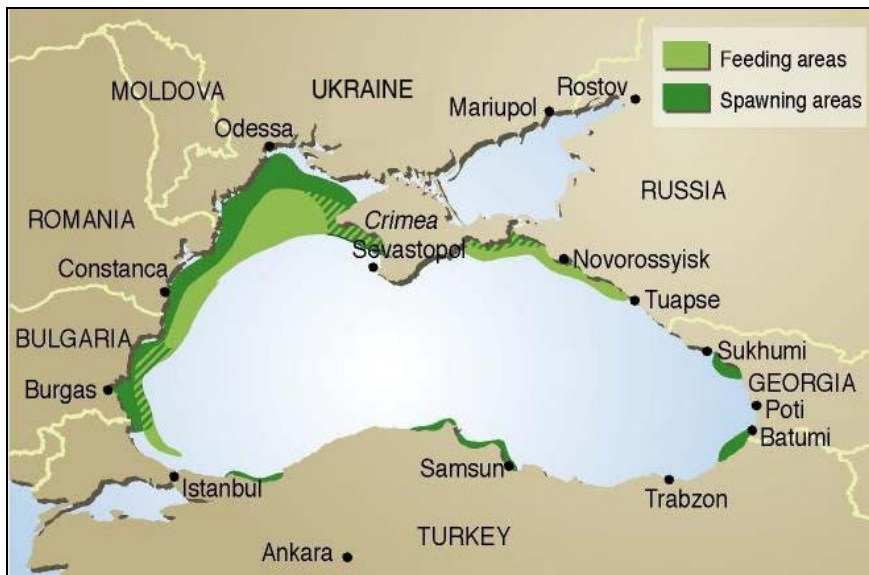 Feeding areas
Spawning areas
MOLDOVA
UKRAINE
Mariupol
Rostov
Odessa
RUSSIA
ROMANIA
Crimea
Sevastopol
Novorossyisk
Constanca
Tuapse
BULGARIA
Sukhumi
Burgas
GEORGIA
Poti
Batumi
Istanbul
Samsun
Trabzon
TURKEY
Ankara